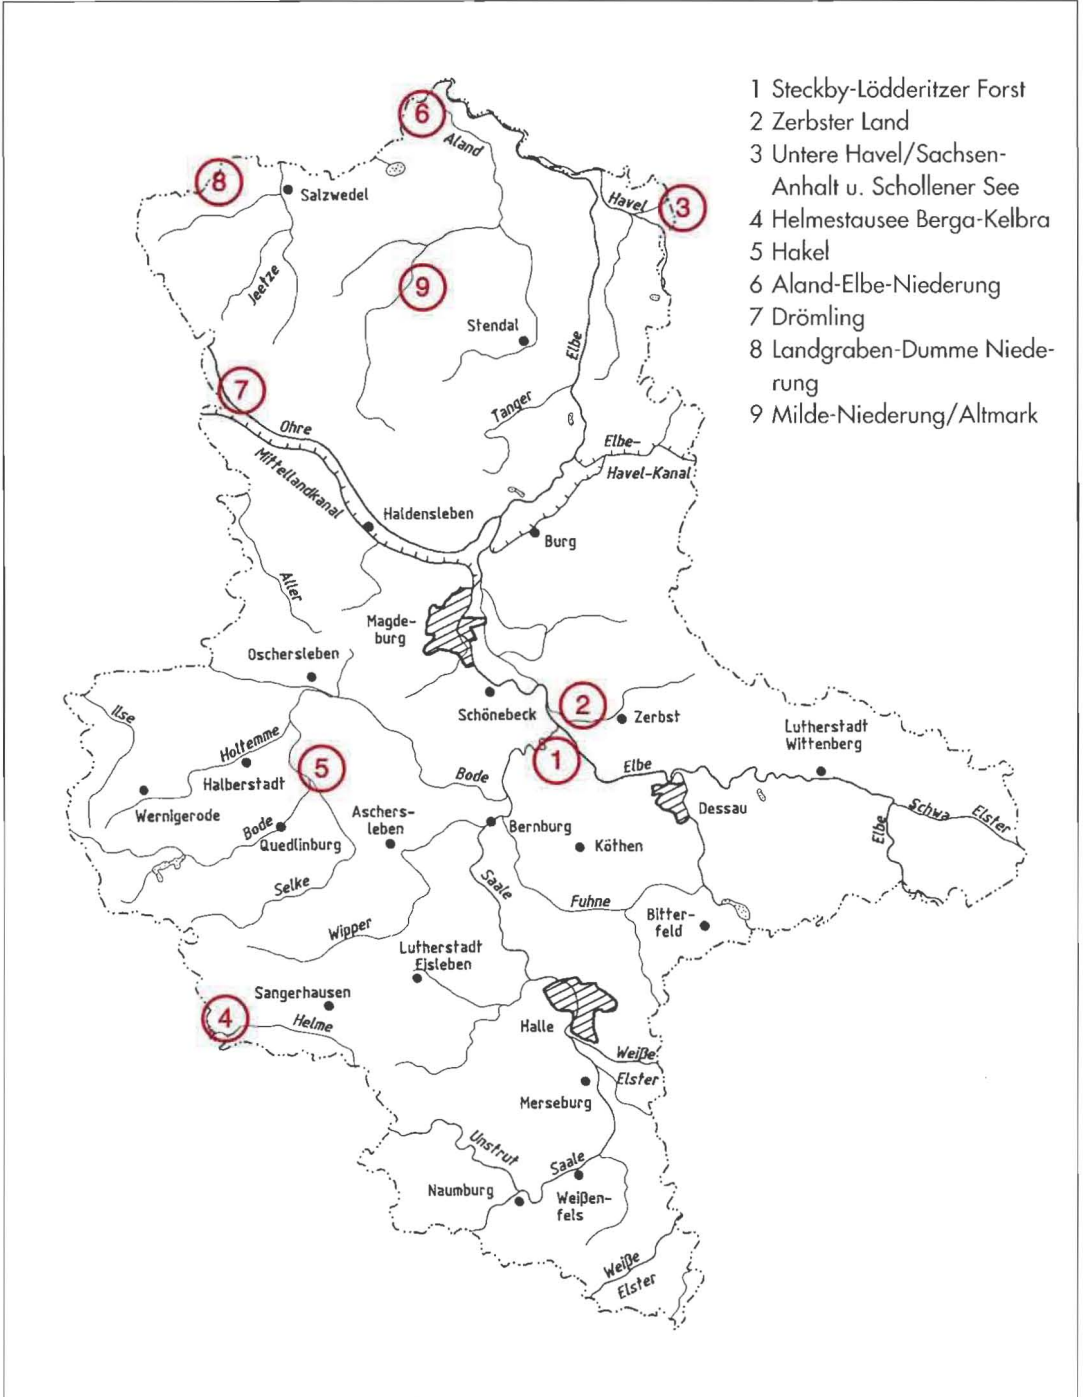 1 Steckby-Lödderitzer Forst
2 Zerbster Land
3 Untere Havel/Sachsen-
Anhalt u. Schollener See
4 Helmestausee Berga-Kelbra
5 Hakel
6 Aland-Elbe-Niederung
7 Drömling
8 Landgraben-Dumme Niede-
rung
9 Milde-Niederung/Altmark
6
Aland
8
Salzwedel
Havel
3
Jeetze
9
Stendal
Elbe
7
Tanger
Ohre
Elbe-
Mittellandkanal
Havel-Kanal
Haldensleben
Burg
Aller
Magde-
burg
Oschersleben
Schönebeck
2
Zerbst
Ilse
Lutherstadt
Wittenberg
Holtemme
1
5
Halberstadt
Bode
Elbe
Wernigerode
Dessau
Aschers-
leben
Schwa
Elster
Bode
Quedlinburg
Bernburg
Köthen
Elbe
Selke
Saale
Fuhne
Bitter-
feld
Wipper
Lutherstadt
Eisleben
Sangerhausen
4
Helme
Halle
Weiße
Elster
Merseburg
Unstrut
Saale
Naumburg
Weißen-
fels
Weiße
Elster